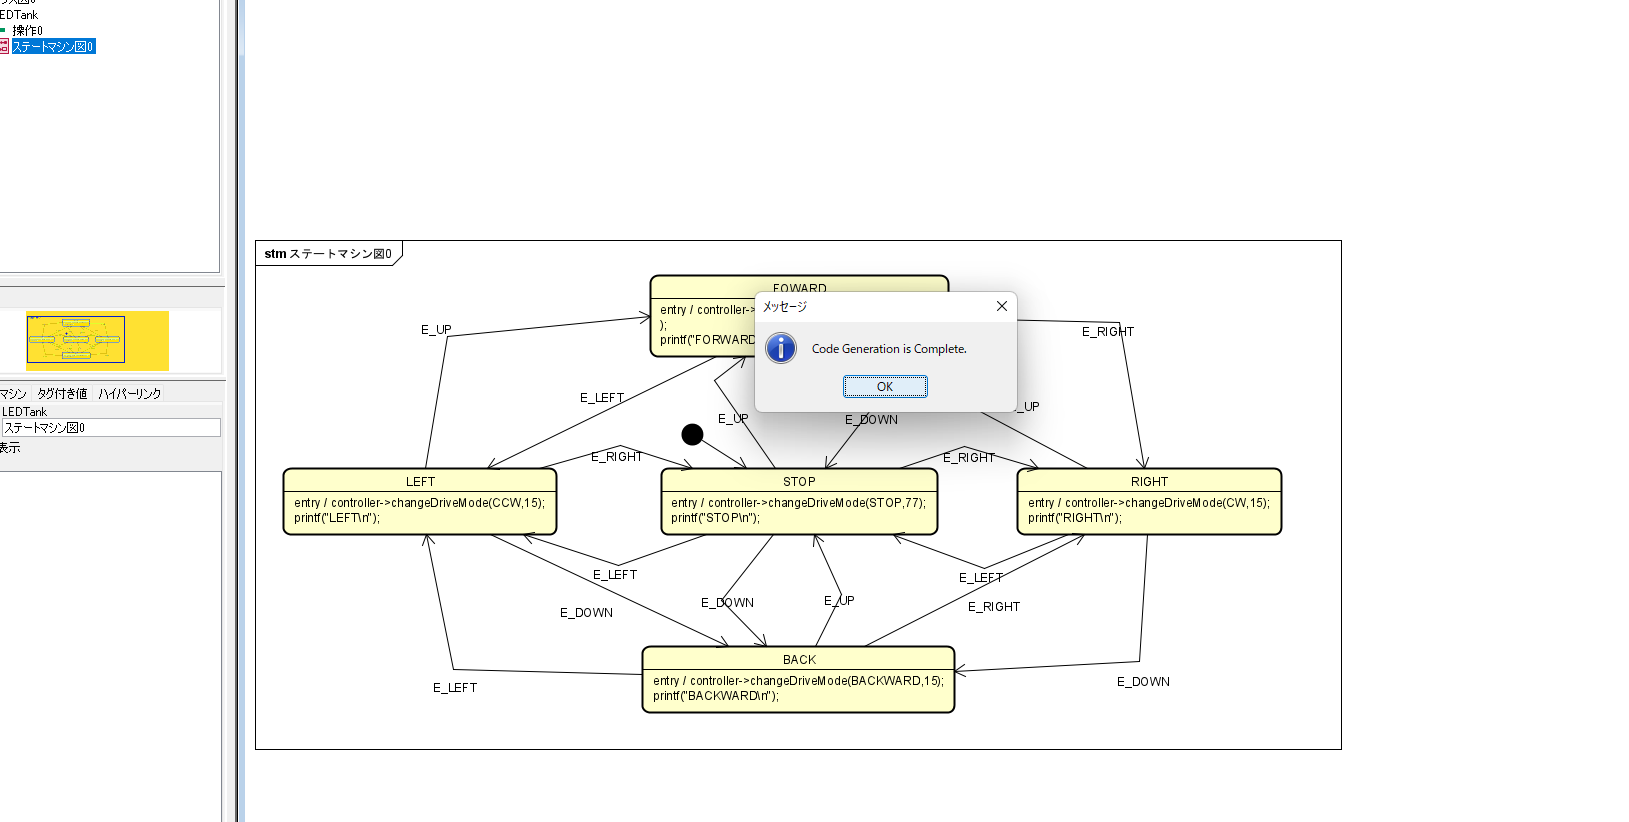 EDTank
操作0
ステートマシン図0
マシン タグ付き値 ハイパーリンク
LEDTank
ステートマシン図0
表示
stm ステートマシン図0
FOWARD
entry / controller->
);
printf("FORWARD
メッセージ
Code Generation is Complete.
OK
E_UP
E_RIGHT
E_LEFT
E_UP
E_DOWN
_UP
E_RIGHT
E_RIGHT
LEFT
entry / controller->changeDriveMode(CCW,15);
printf("LEFT\n");
STOP
entry / controller->changeDriveMode(STOP,77);
printf("STOP\n");
RIGHT
entry / controller->changeDriveMode(CW,15);
printf("RIGHT\n");
E_LEFT
E_LEFT
E_DOWN
E_DOWN
E_UP
E_RIGHT
BACK
entry / controller->changeDriveMode(BACKWARD,15);
printf("BACKWARD\n");
E_LEFT
E_DOWN